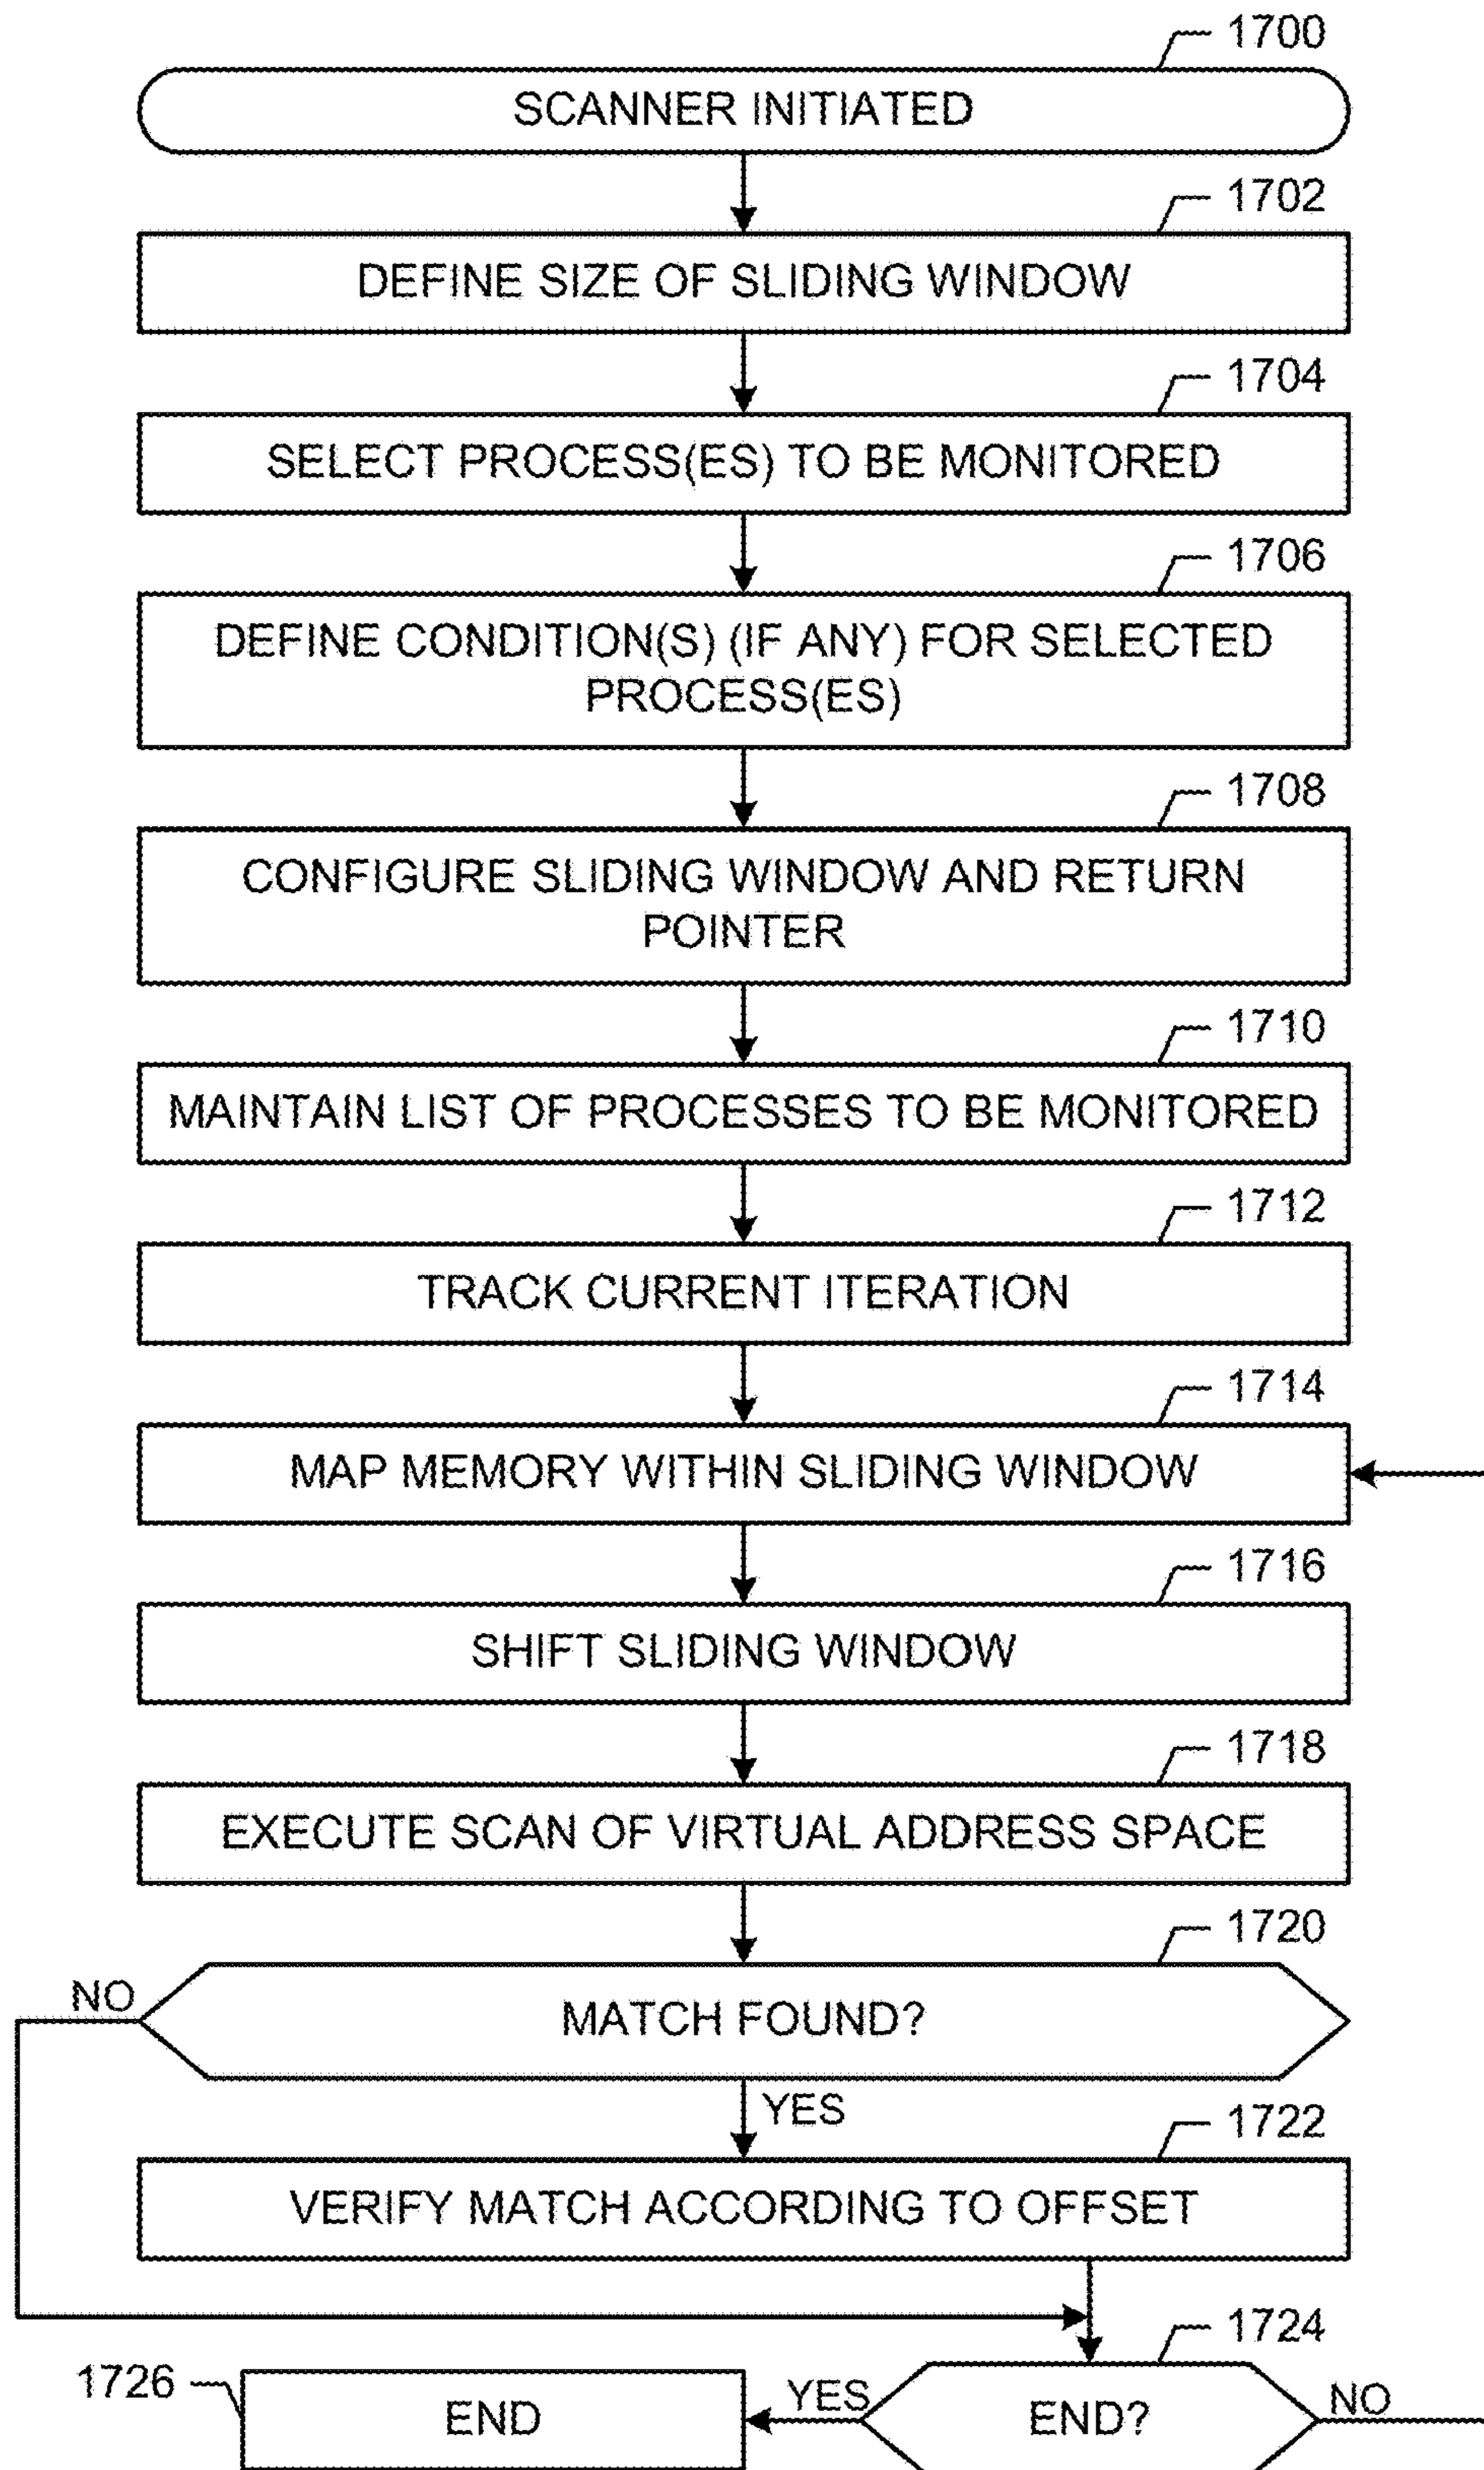 1700
SCANNER INITIATED
1702
DEFINE SIZE OF SLIDING WINDOW
1704
SELECT PROCESS(ES) TO BE MONITORED
1706
DEFINE CONDITION(S) (IF ANY) FOR SELECTED
PROCESS(ES)
1708
CONFIGURE SLIDING WINDOW AND RETURN
POINTER
1710
MAINTAIN LIST OF PROCESSES TO BE MONITORED
1712
TRACK CURRENT ITERATION
1714
MAP MEMORY WITHIN SLIDING WINDOW
1716
SHIFT SLIDING WINDOW
1718
EXECUTE SCAN OF VIRTUAL ADDRESS SPACE
1720
NO
MATCH FOUND?
YES
1722
VERIFY MATCH ACCORDING TO OFFSET
1724
1726
END
YES
END?
NO